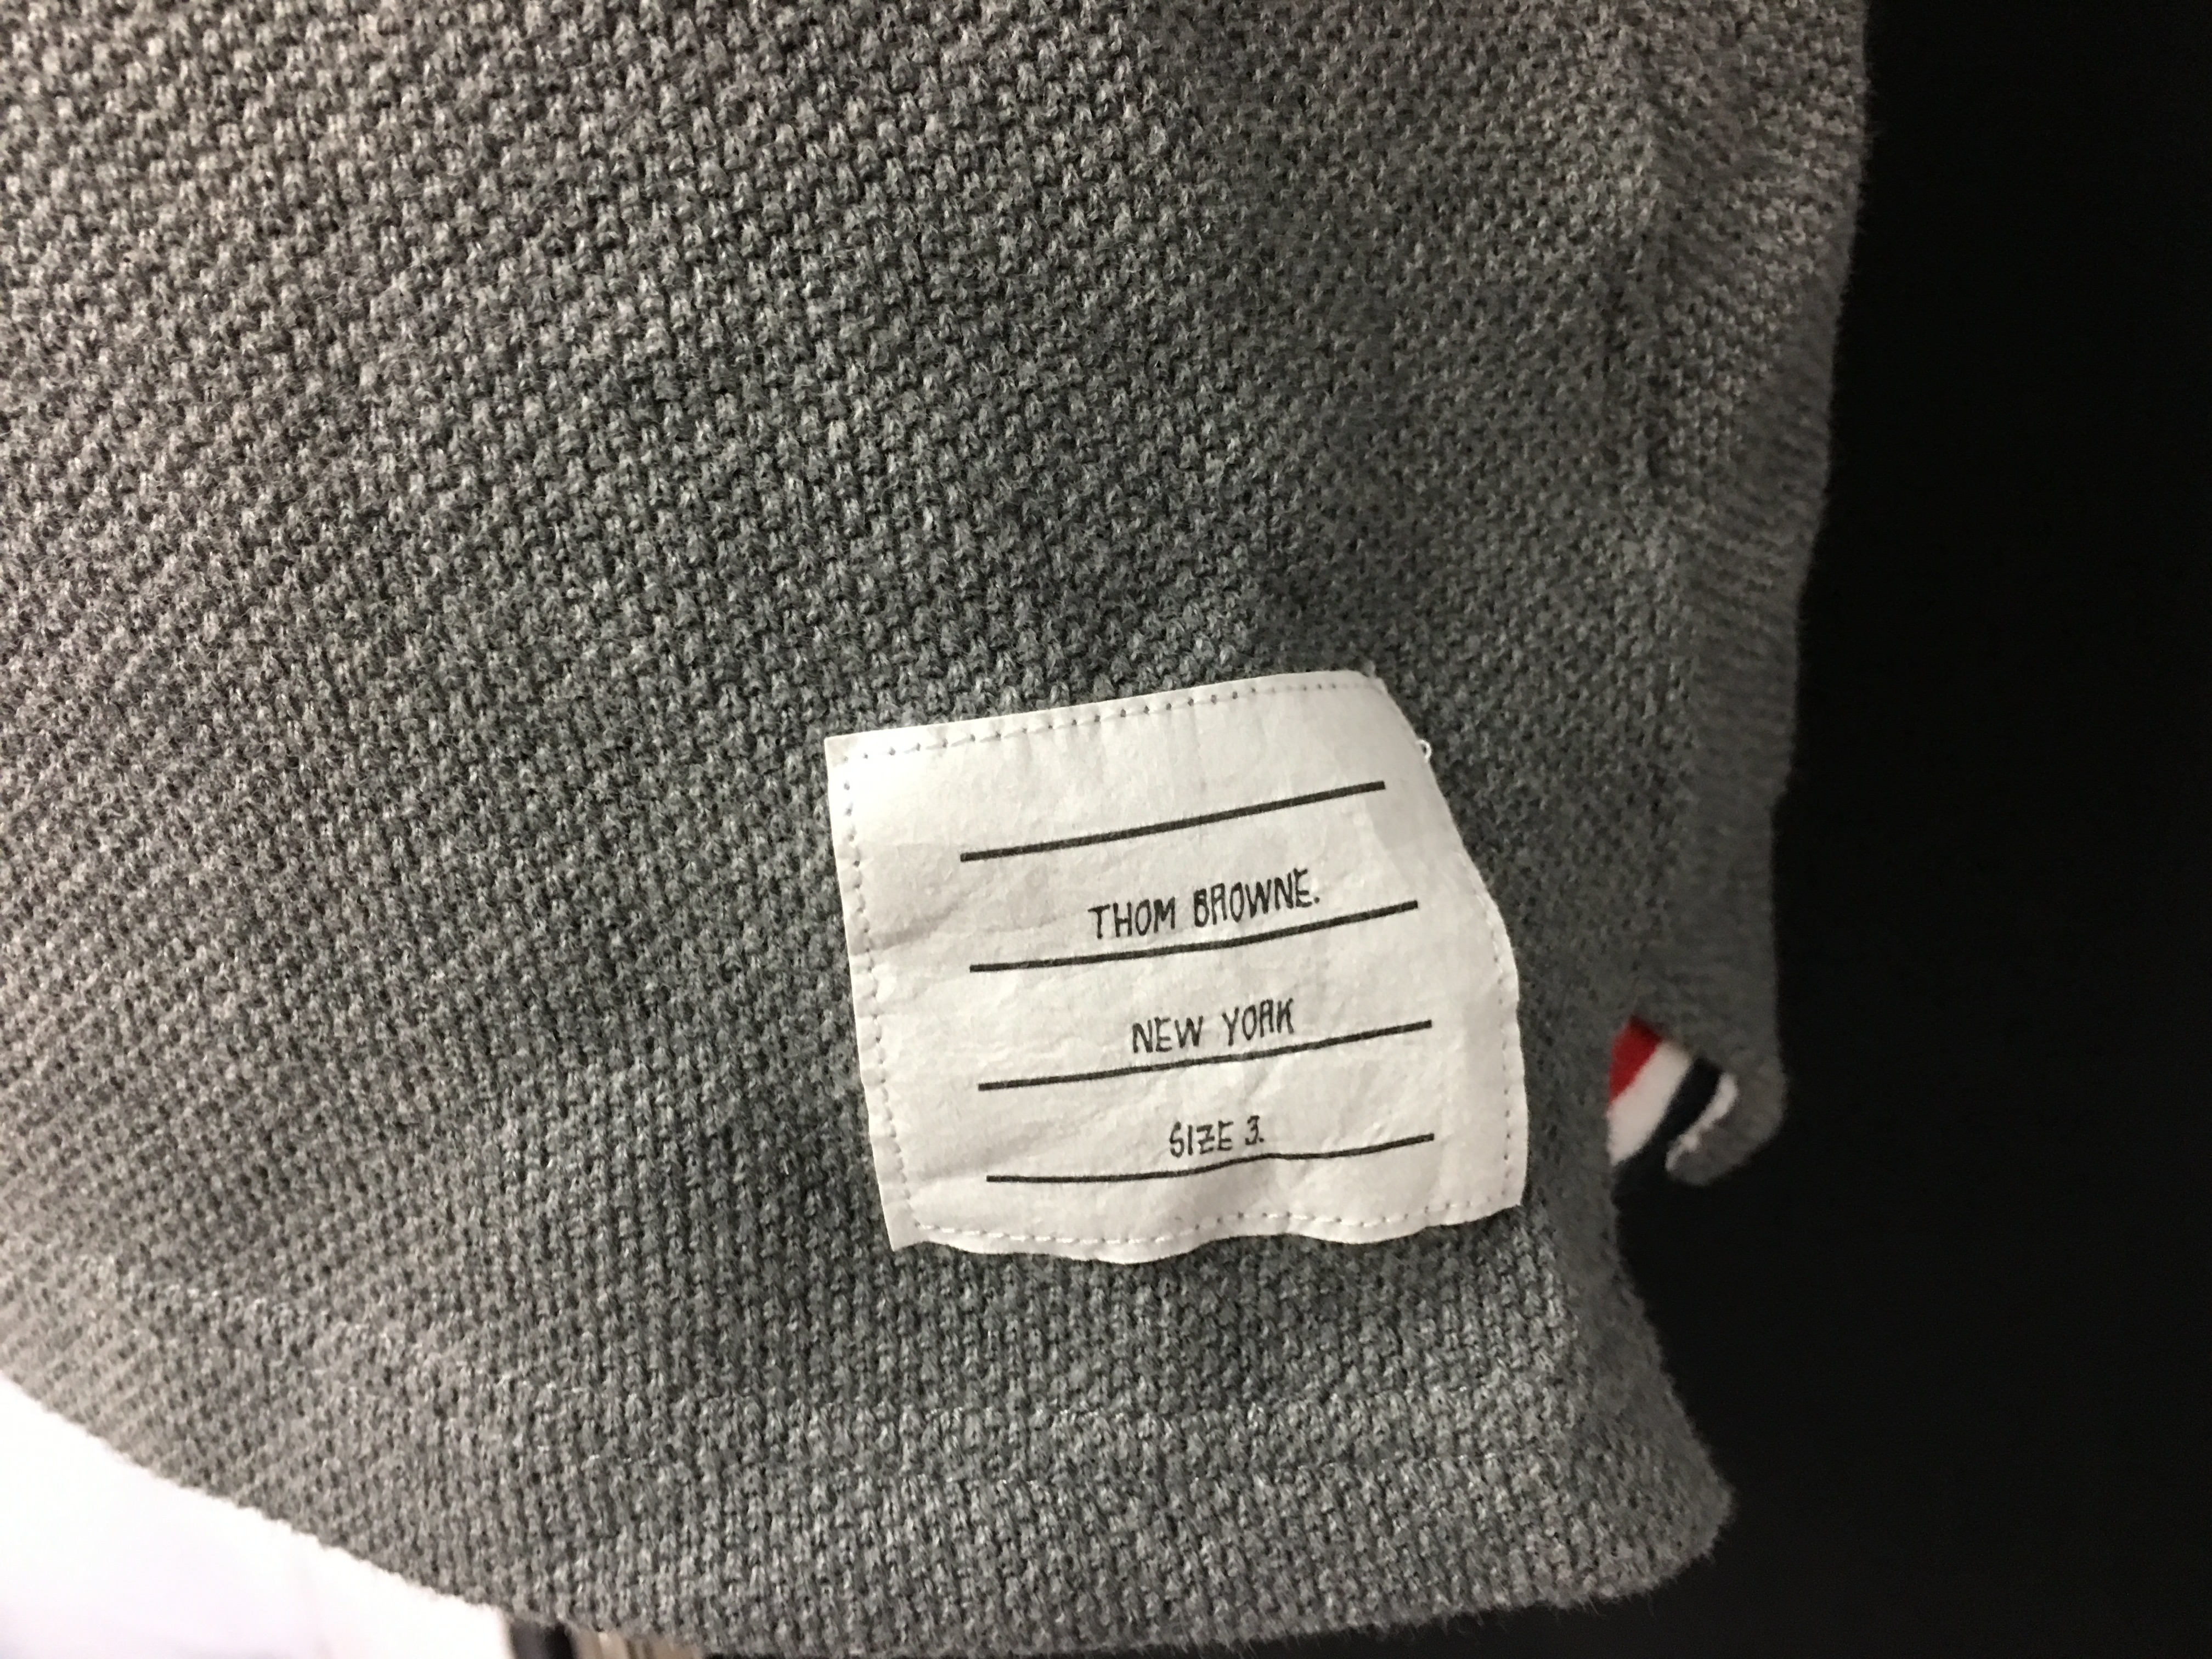 THOM BROWNE.
NEW YORK
SIZE 3.